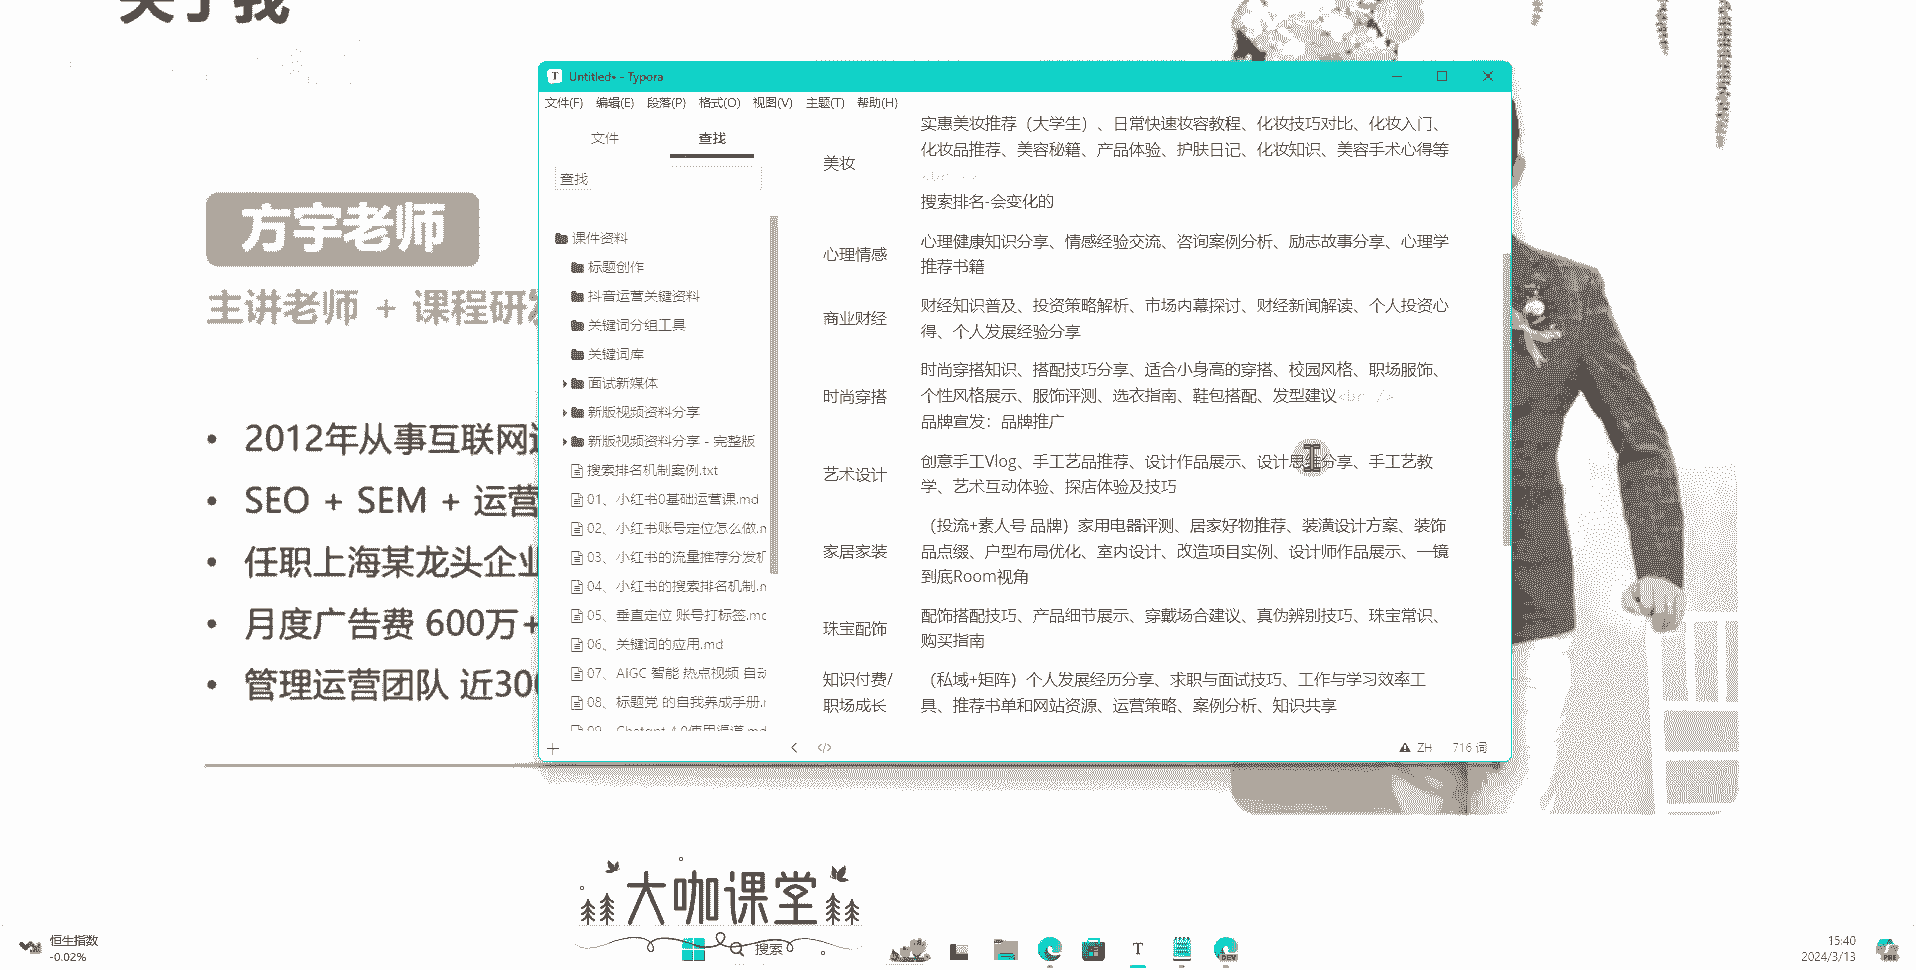 关于我
方宇老师
主讲老师 + 课程研发
2012年从事互联网
SEO + SEM + 运营
任职上海某龙头企业
月度广告费 600万+
管理运营团队 近300
Untitled• - Typora
文件(F) 编辑(E) 段落(P) 格式(O) 视图(V) 主题(T) 帮助(H)
文件 查找
查找
课件资料
标题创作
抖音运营关键资料
关键词分组工具
关键词库
面试新媒体
新版视频资料分享
新版视频资料分享 - 完整版
搜索排名机制案例.txt
01、小红书0基础运营课.md
02、小红书账号定位怎么做.m
03、小红书的流量推荐分发机
04、小红书的搜索排名机制.m
05、垂直定位 账号打标签.md
06、关键词的应用.md
07、AIGC 智能 热点视频 自动
08、标题党 的自我养成手册.m
09、Chatgpt 4.0使用渠道.md
美妆
实惠美妆推荐（大学生）、日常快速妆容教程、化妆技巧对比、化妆入门、
化妆品推荐、美容秘籍、产品体验、护肤日记、化妆知识、美容手术心得等
<br />
搜索排名-会变化的
心理情感
心理健康知识分享、情感经验交流、咨询案例分析、励志故事分享、心理学
推荐书籍
商业财经
财经知识普及、投资策略解析、市场内幕探讨、财经新闻解读、个人投资心
得、个人发展经验分享
时尚穿搭
时尚穿搭知识、搭配技巧分享、适合小身高的穿搭、校园风格、职场服饰、
个性风格展示、服饰评测、选衣指南、鞋包搭配、发型建议<br />
品牌宣发：品牌推广
艺术设计
创意手工Vlog、手工艺品推荐、设计作品展示、设计思维分享、手工艺教
学、艺术互动体验、探店体验及技巧
家居家装
（投流+素人号 品牌）家用电器评测、居家好物推荐、装潢设计方案、装饰
品点缀、户型布局优化、室内设计、改造项目实例、设计师作品展示、一镜
到底Room视角
珠宝配饰
配饰搭配技巧、产品细节展示、穿戴场合建议、真伪辨别技巧、珠宝常识、
购买指南
知识付费/
职场成长
（私域+矩阵）个人发展经历分享、求职与面试技巧、工作与学习效率工
具、推荐书单和网站资源、运营策略、案例分析、知识共享
</>
ZH 716 词
大咖课堂
恒生指数
-0.02%
搜索
DEV
15:40
2024/3/13
PRE